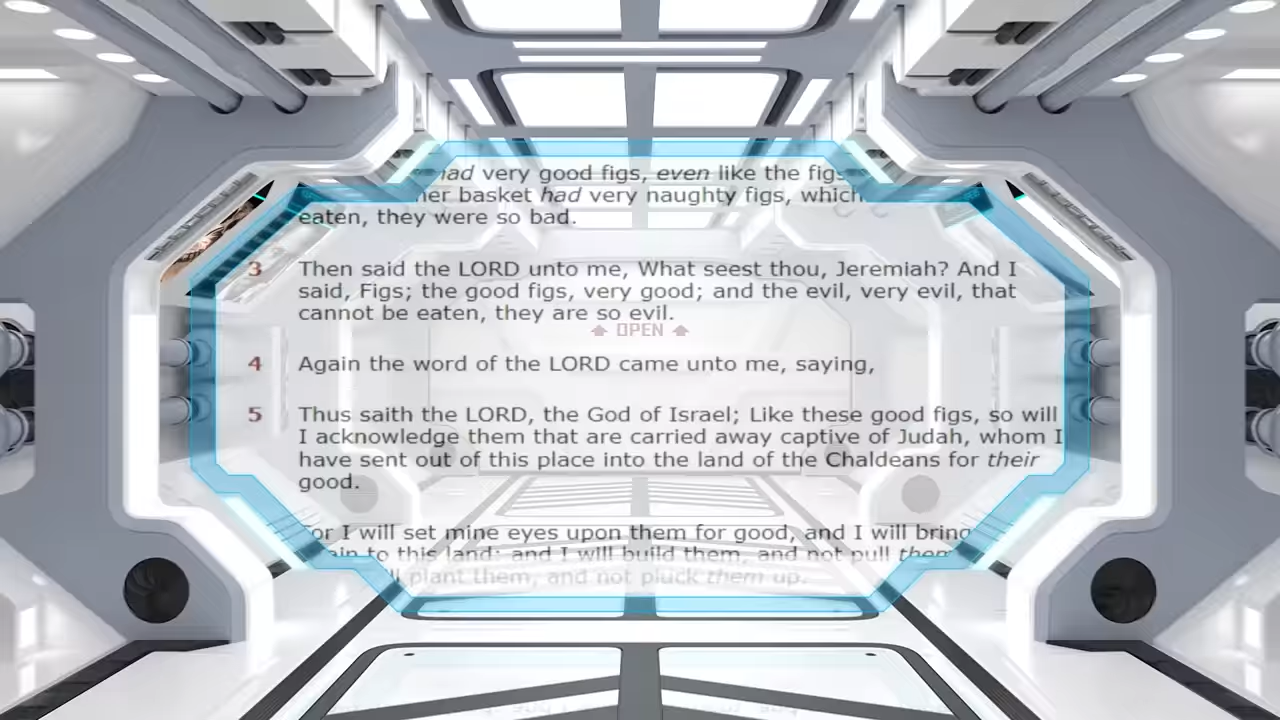 had very good figs, even like the figs
her basket had very naughty figs, which
eaten, they were so bad.
3 Then said the LORD unto me, What seest thou, Jeremiah? And I
said, Figs; the good figs, very good; and the evil, very evil, that
cannot be eaten, they are so evil.
OPEN
4 Again the word of the LORD came unto me, saying,
5 Thus saith the LORD, the God of Israel; Like these good figs, so will
I acknowledge them that are carried away captive of Judah, whom I
have sent out of this place into the land of the Chaldeans for their
good.
or I will set mine eyes upon them for good, and I will bring
ain to this land: and I will build them, and not pull them
ll plant them, and not pluck them up.